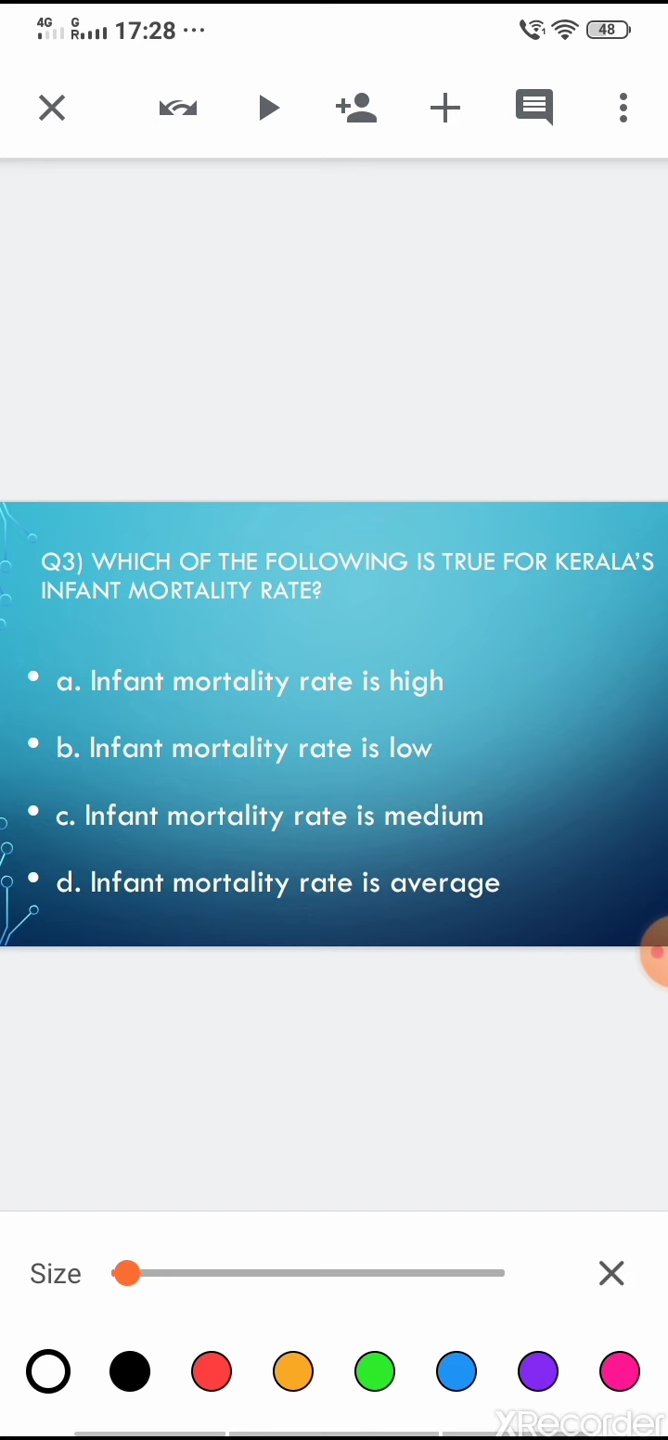 4G G R 17:28 ··· 1 48
Q3) WHICH OF THE FOLLOWING IS TRUE FOR KERALA'S
INFANT MORTALITY RATE?
• a. Infant mortality rate is high
• b. Infant mortality rate is low
• c. Infant mortality rate is medium
• d. Infant mortality rate is average
Size
XRecorder